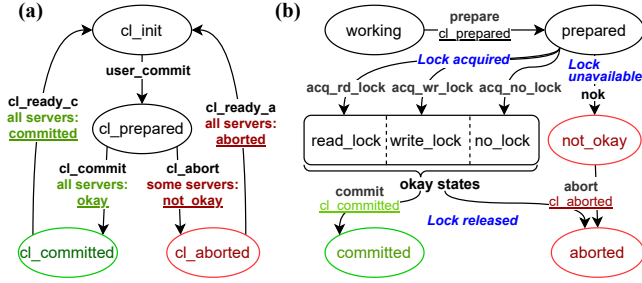 (a)
cl_init
user_commit
cl_ready_c
all servers:
committed
cl_ready_a
all servers:
aborted
cl_prepared
cl_commit
all servers:
okay
cl_abort
some servers:
not_okay
cl_committed
cl_aborted
(b)
working
prepare
cl_prepared
prepared
Lock acquired
Lock
unavailable
acq_rd_lock
acq_wr_lock
acq_no_lock
nok
read_lock
write_lock
no_lock
not_okay
okay states
commit
cl_committed
abort
cl_aborted
Lock released
committed
aborted